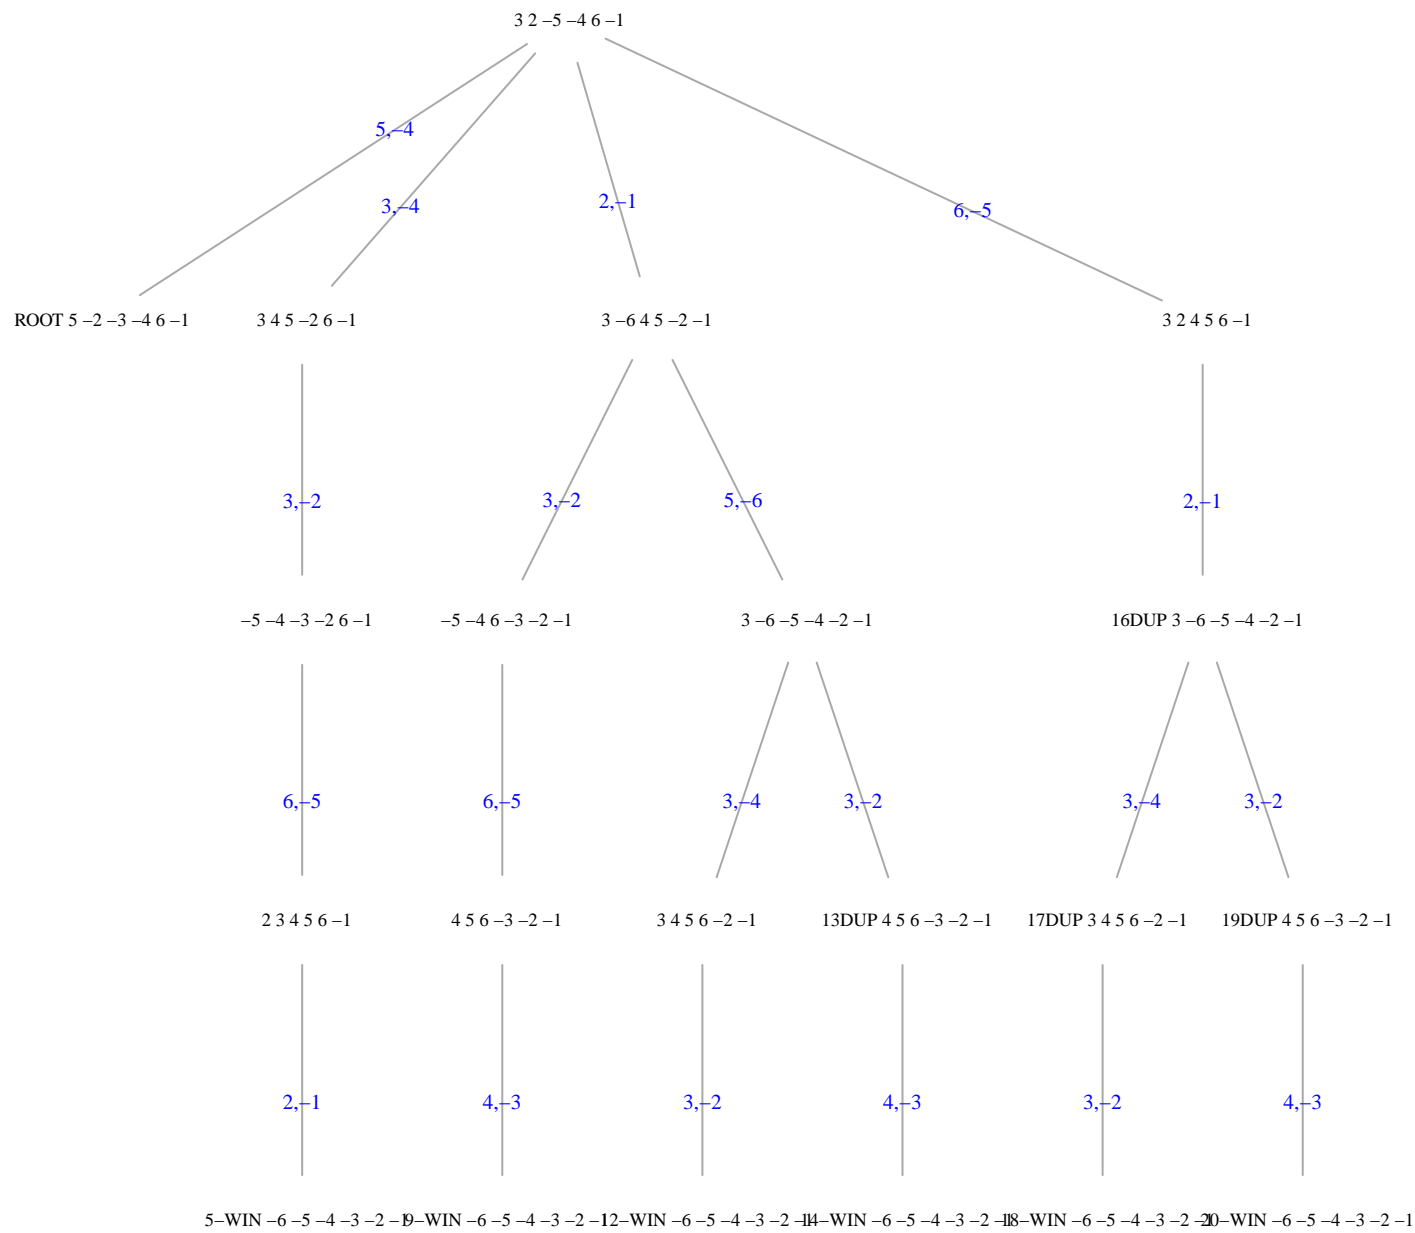 3 2 –5 –4 6 –1
5,–4
3,–4
2,–1
6,–5
ROOT 5 –2 –3 –4 6 –1
3 4 5 –2 6 –1
3 –6 4 5 –2 –1
3 2 4 5 6 –1
3,–2
3,–2
5,–6
2,–1
–5 –4 –3 –2 6 –1
–5 –4 6 –3 –2 –1
3 –6 –5 –4 –2 –1
16DUP 3 –6 –5 –4 –2 –1
6,–5
6,–5
3,–4
3,–2
3,–4
3,–2
2 3 4 5 6 –1
4 5 6 –3 –2 –1
3 4 5 6 –2 –1
13DUP 4 5 6 –3 –2 –1
17DUP 3 4 5 6 –2 –1
19DUP 4 5 6 –3 –2 –1
2,–1
4,–3
3,–2
4,–3
3,–2
4,–3
5–WIN –6 –5 –4 –3 –2 –1
9–WIN –6 –5 –4 –3 –2 –1
12–WIN –6 –5 –4 –3 –2 –1
14–WIN –6 –5 –4 –3 –2 –1
18–WIN –6 –5 –4 –3 –2 –1
20–WIN –6 –5 –4 –3 –2 –1